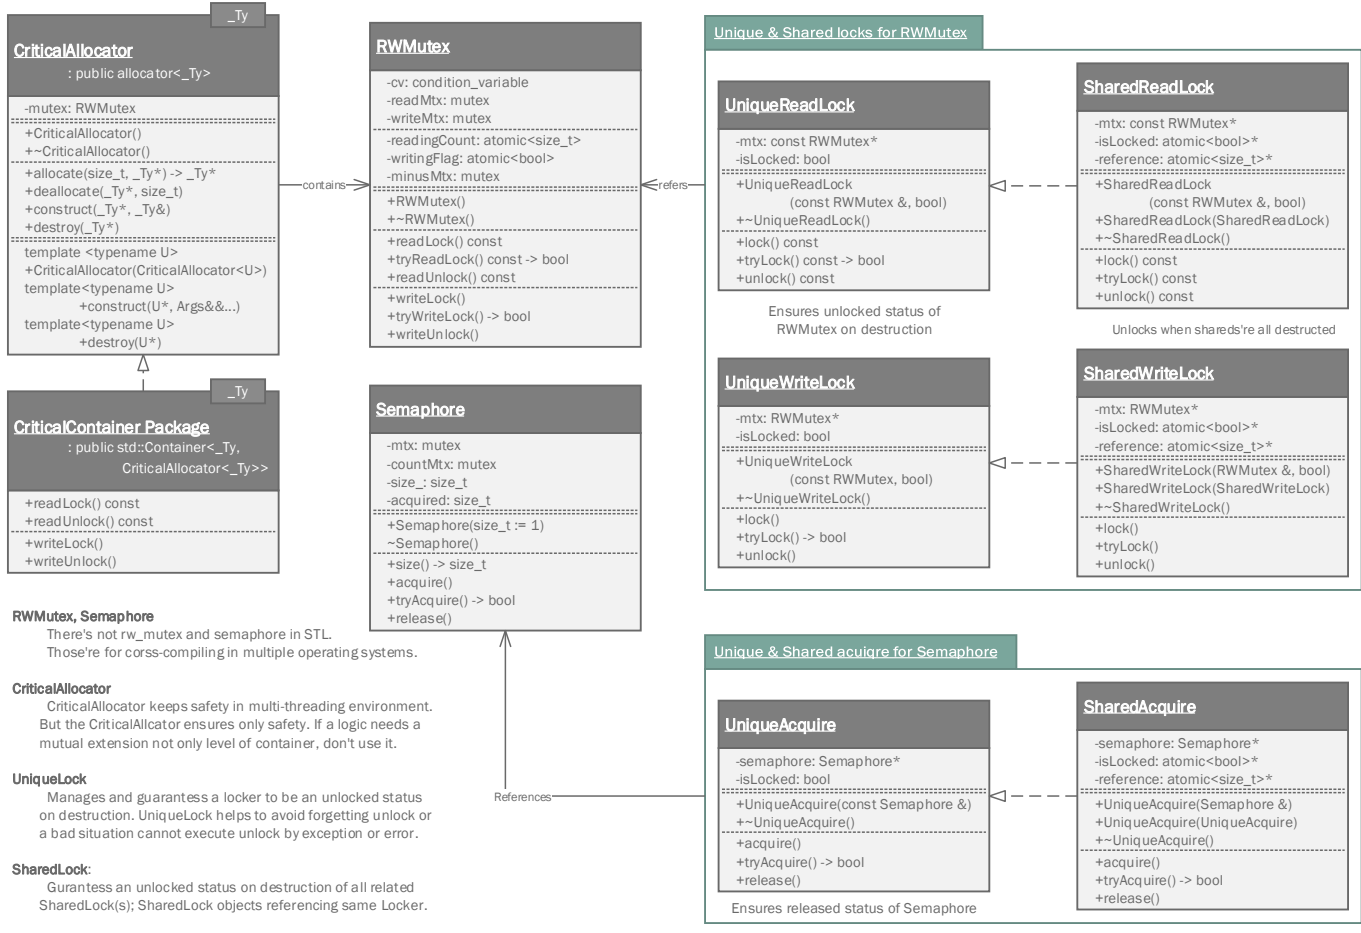 _Ty
CriticalAllocator
: public allocator<_Ty>
-mutex: RWMutex
+CriticalAllocator()
+~CriticalAllocator()
+allocate(size_t, _Ty*) -> _Ty*
+deallocate(_Ty*, size_t)
+construct(_Ty*, _Ty&)
+destroy(_Ty*)
template <typename U>
+CriticalAllocator(CriticalAllocator<U>)
template<typename U>
+construct(U*, Args&&...)
template<typename U>
+destroy(U*)
_Ty
CriticalContainer Package
: public std::Container<_Ty,
CriticalAllocator<_Ty>>
+readLock() const
+readUnlock() const
+writeLock()
+writeUnlock()
contains
RWMutex
-cv: condition_variable
-readMtx: mutex
-writeMtx: mutex
-readingCount: atomic<size_t>
-writingFlag: atomic<bool>
-minusMtx: mutex
+RWMutex()
+~RWMutex()
+readLock() const
+tryReadLock() const -> bool
+readUnlock() const
+writeLock()
+tryWriteLock() -> bool
+writeUnlock()
refers
Semaphore
-mtx: mutex
-countMtx: mutex
-size_: size_t
-acquired: size_t
+Semaphore(size_t := 1)
~Semaphore()
+size() -> size_t
+acquire()
+tryAcquire() -> bool
+release()
References
Unique & Shared locks for RWMutex
UniqueReadLock
-mtx: const RWMutex*
-isLocked: bool
+UniqueReadLock
(const RWMutex &, bool)
+~UniqueReadLock()
+lock() const
+tryLock() const -> bool
+unlock() const
Ensures unlocked status of
RWMutex on destruction
SharedReadLock
-mtx: const RWMutex*
-isLocked: atomic<bool>*
-reference: atomic<size_t>*
+SharedReadLock
(const RWMutex &, bool)
+SharedReadLock(SharedReadLock)
+~SharedReadLock()
+lock() const
+tryLock() const
+unlock() const
Unlocks when shareds're all destructed
UniqueWriteLock
-mtx: RWMutex*
-isLocked: bool
+UniqueWriteLock
(const RWMutex, bool)
+~UniqueWriteLock()
+lock()
+tryLock() -> bool
+unlock()
SharedWriteLock
-mtx: RWMutex*
-isLocked: atomic<bool>*
-reference: atomic<size_t>*
+SharedWriteLock(RWMutex &, bool)
+SharedWriteLock(SharedWriteLock)
+~SharedWriteLock()
+lock()
+tryLock()
+unlock()
Unique & Shared acuiqre for Semaphore
UniqueAcquire
-semaphore: Semaphore*
-isLocked: bool
+UniqueAcquire(const Semaphore &)
+~UniqueAcquire()
+acquire()
+tryAcquire() -> bool
+release()
Ensures released status of Semaphore
SharedAcquire
-semaphore: Semaphore*
-isLocked: atomic<bool>*
-reference: atomic<size_t>*
+UniqueAcquire(Semaphore &)
+UniqueAcquire(UniqueAcquire)
+~UniqueAcquire()
+acquire()
+tryAcquire() -> bool
+release()
RWMutex, Semaphore
There's not rw_mutex and semaphore in STL.
Those're for corss-compiling in multiple operating systems.
CriticalAllocator
CriticalAllocator keeps safety in multi-threading environment.
But the CriticalAllcator ensures only safety. If a logic needs a
mutual extension not only level of container, don't use it.
UniqueLock
Manages and guarantess a locker to be an unlocked status
on destruction. UniqueLock helps to avoid forgetting unlock or
a bad situation cannot execute unlock by exception or error.
SharedLock:
Gurantess an unlocked status on destruction of all related
SharedLock(s); SharedLock objects referencing same Locker.